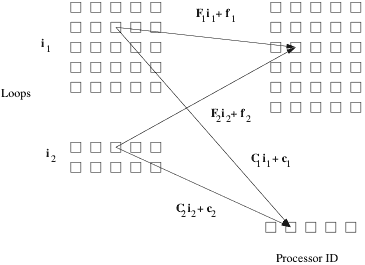 F₁i₁ + f₁
i₁
Loops
F₂i₂ + f₂
i₂
C₁i₁ + c₁
C₂i₂ + c₂
Processor ID